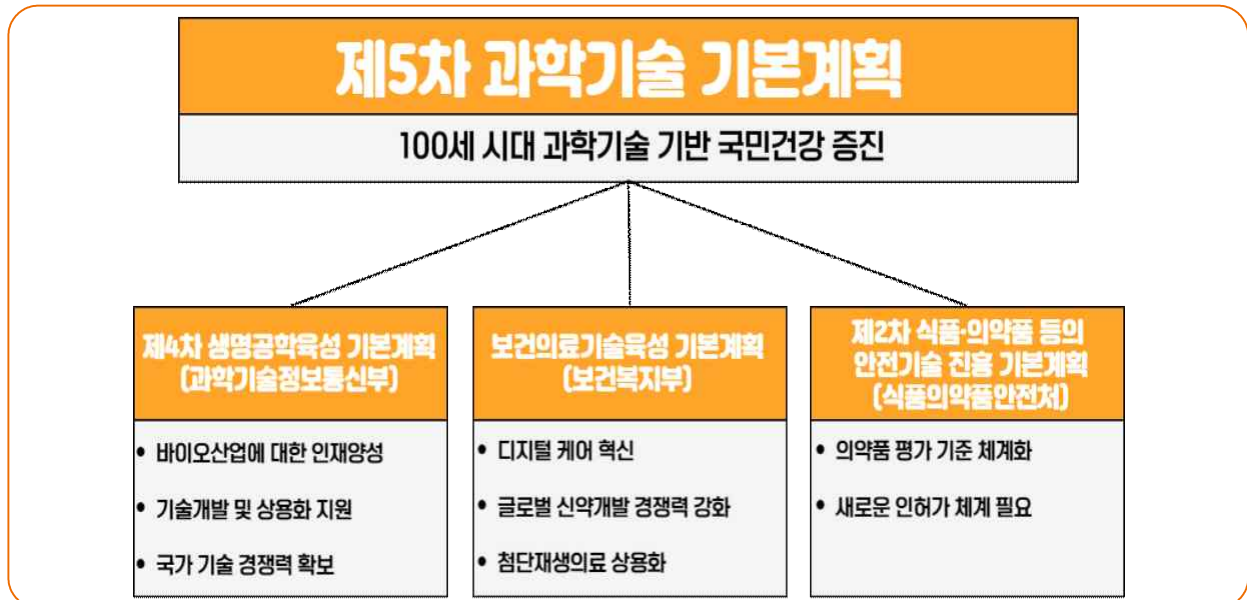 제5차 과학기술 기본계획
100세 시대 과학기술 기반 국민건강 증진
제4차 생명공학육성 기본계획
(과학기술정보통신부)
• 바이오산업에 대한 인재양성
• 기술개발 및 상용화 지원
• 국가 기술 경쟁력 확보
보건의료기술육성 기본계획
(보건복지부)
• 디지털 케어 혁신
• 글로벌 신약개발 경쟁력 강화
• 첨단재생의료 상용화
제2차 식품·의약품 등의
안전기술 진흥 기본계획
(식품의약품안전처)
• 의약품 평가 기준 체계화
• 새로운 인허가 체계 필요